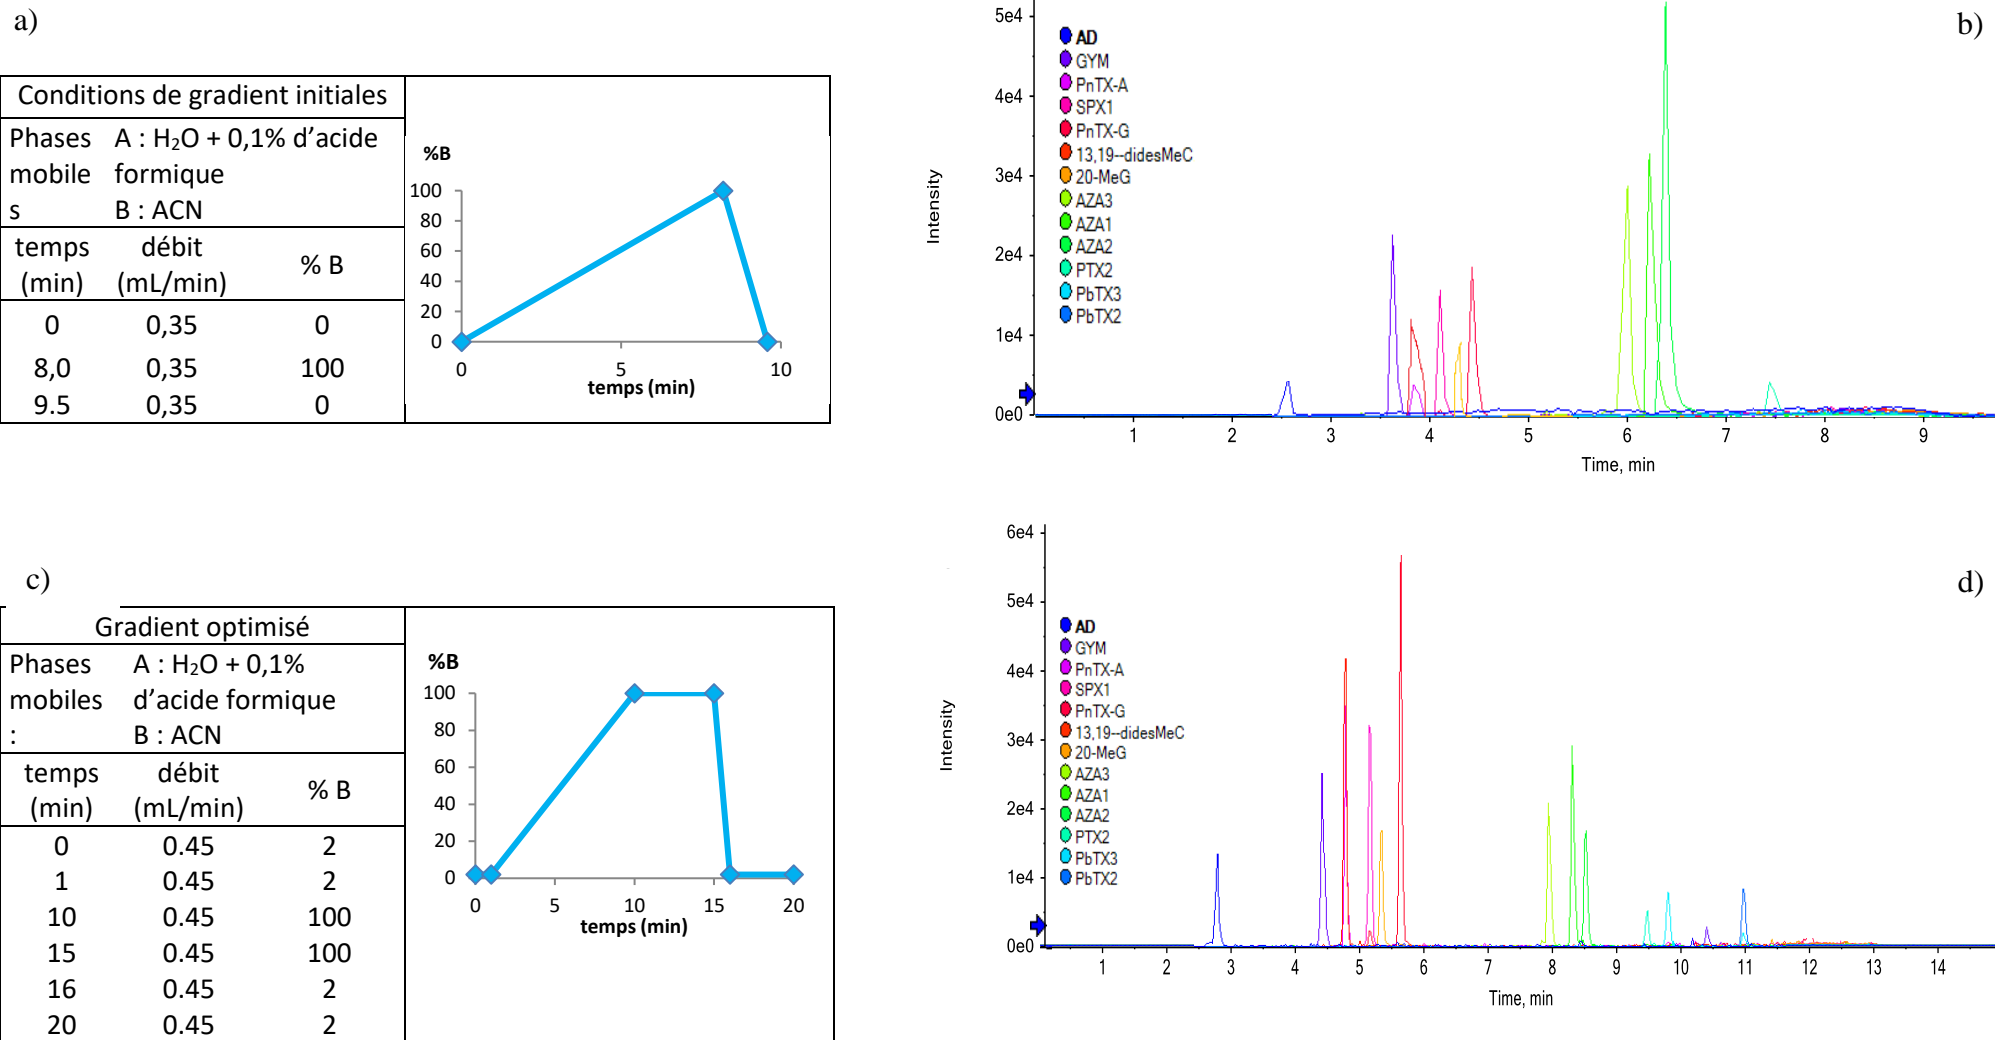 a)
Conditions de gradient initiales
Phases mobile s
A : H₂O + 0,1% d’acide formique
B : ACN
temps (min) débit (mL/min) % B
0 0,35 0
8,0 0,35 100
9.5 0,35 0
%B
100
80
60
40
20
0
0 5 10
temps (min)
b)
5e4
4e4
3e4
2e4
1e4
0e0
Intensity
AD
GYM
PnTX-A
SPX1
PnTX-G
13,19--didesMeC
20-MeG
AZA3
AZA1
AZA2
PTX2
PbTX3
PbTX2
1 2 3 4 5 6 7 8 9
Time, min
c)
Gradient optimisé
Phases mobiles :
A : H₂O + 0,1% d’acide formique
B : ACN
temps (min) débit (mL/min) % B
0 0.45 2
1 0.45 2
10 0.45 100
15 0.45 100
16 0.45 2
20 0.45 2
%B
100
80
60
40
20
0
0 5 10 15 20
temps (min)
d)
6e4
5e4
4e4
3e4
2e4
1e4
0e0
Intensity
AD
GYM
PnTX-A
SPX1
PnTX-G
13,19--didesMeC
20-MeG
AZA3
AZA1
AZA2
PTX2
PbTX3
PbTX2
1 2 3 4 5 6 7 8 9 10 11 12 13 14
Time, min